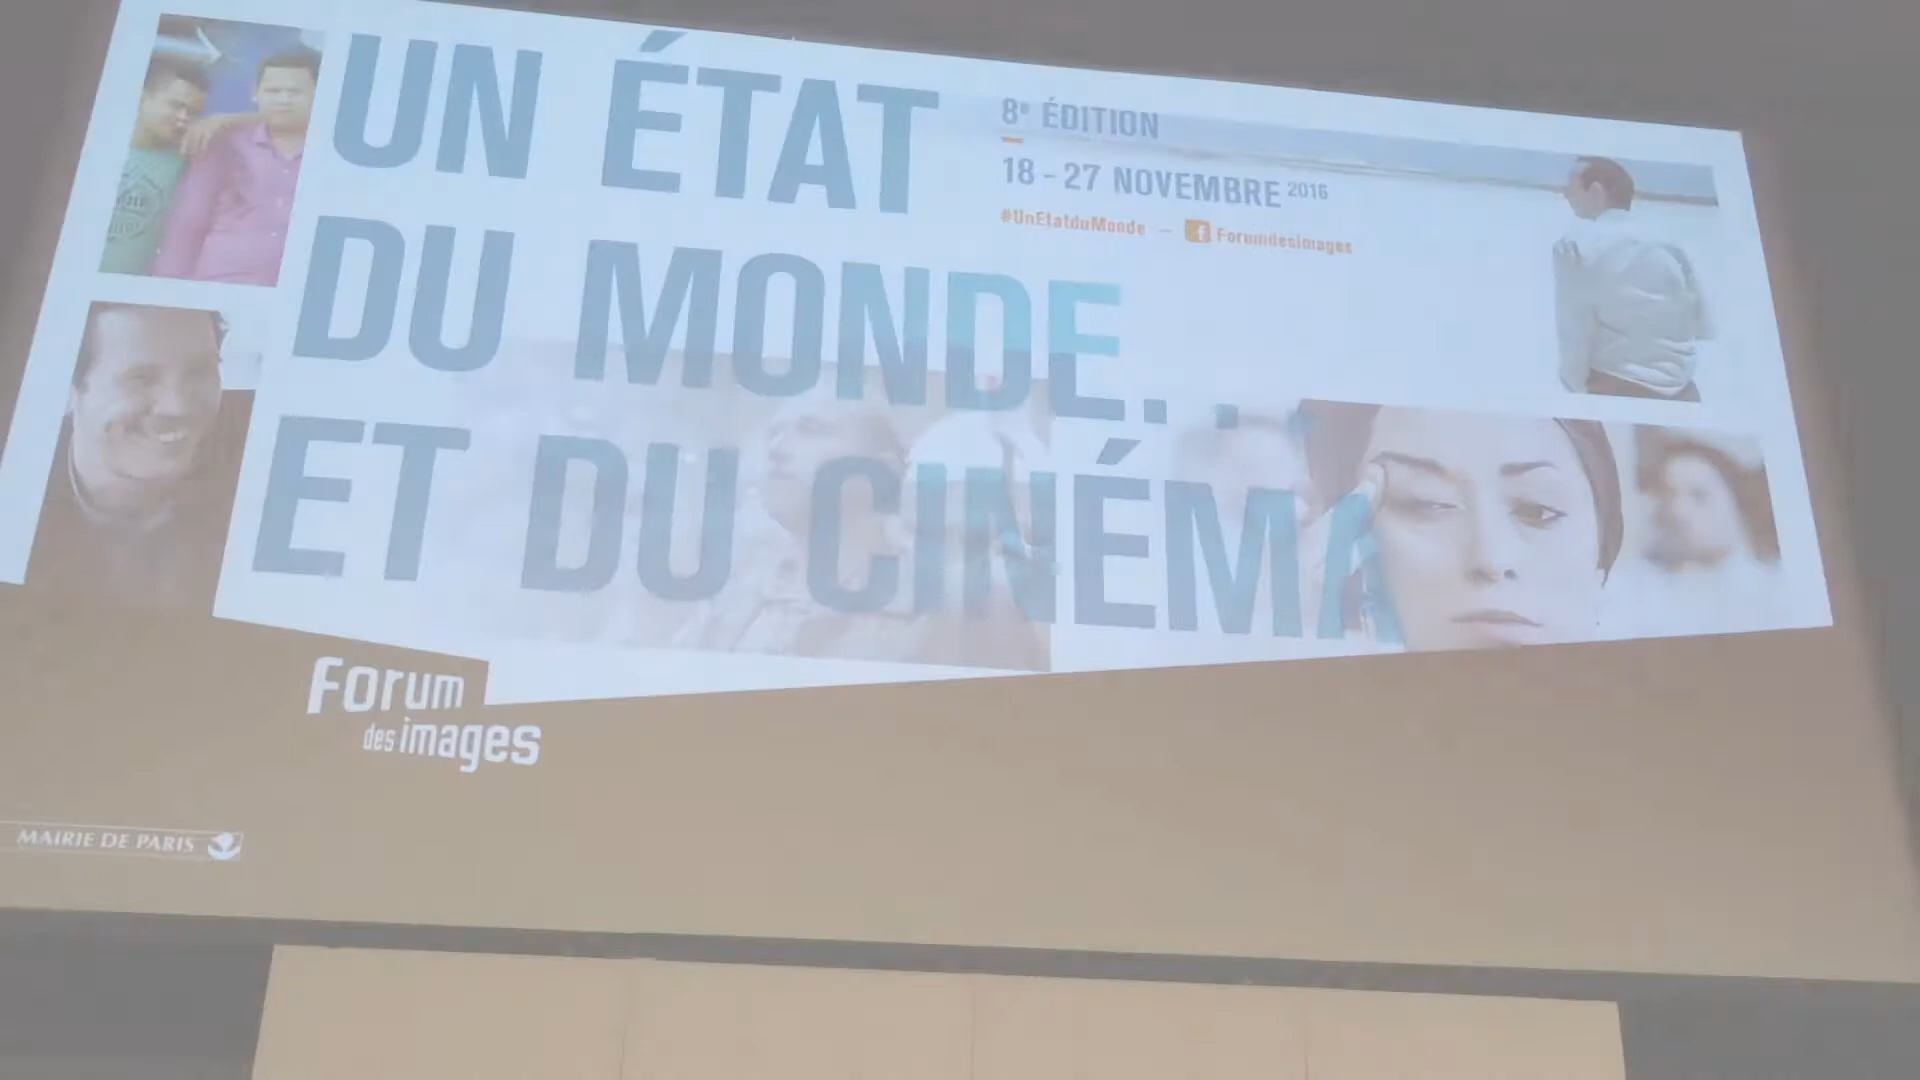 UN ÉTAT
DU MONDE...
ET DU CINÉMA
8e ÉDITION
18 - 27 NOVEMBRE 2016
#UnEtatduMonde — f Forumdesimages
Forum
des images
MAIRIE DE PARIS